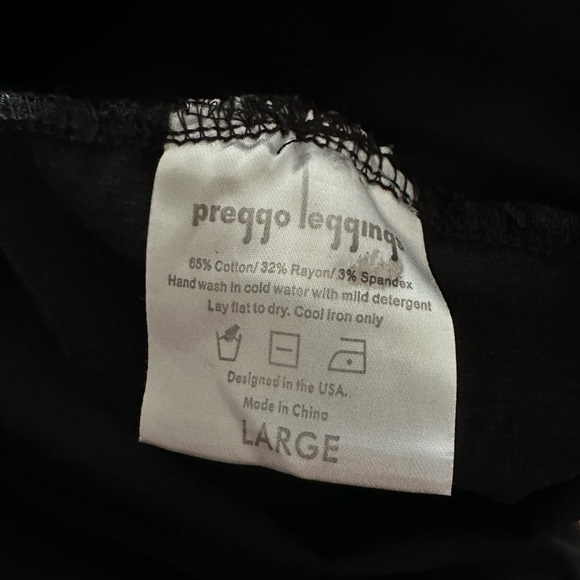 preggo leggings
65% Cotton/ 32% Rayon/ 3% Spandex
Hand wash in cold water with mild detergent
Lay flat to dry. Cool iron only
Designed in the USA.
Made in China
LARGE